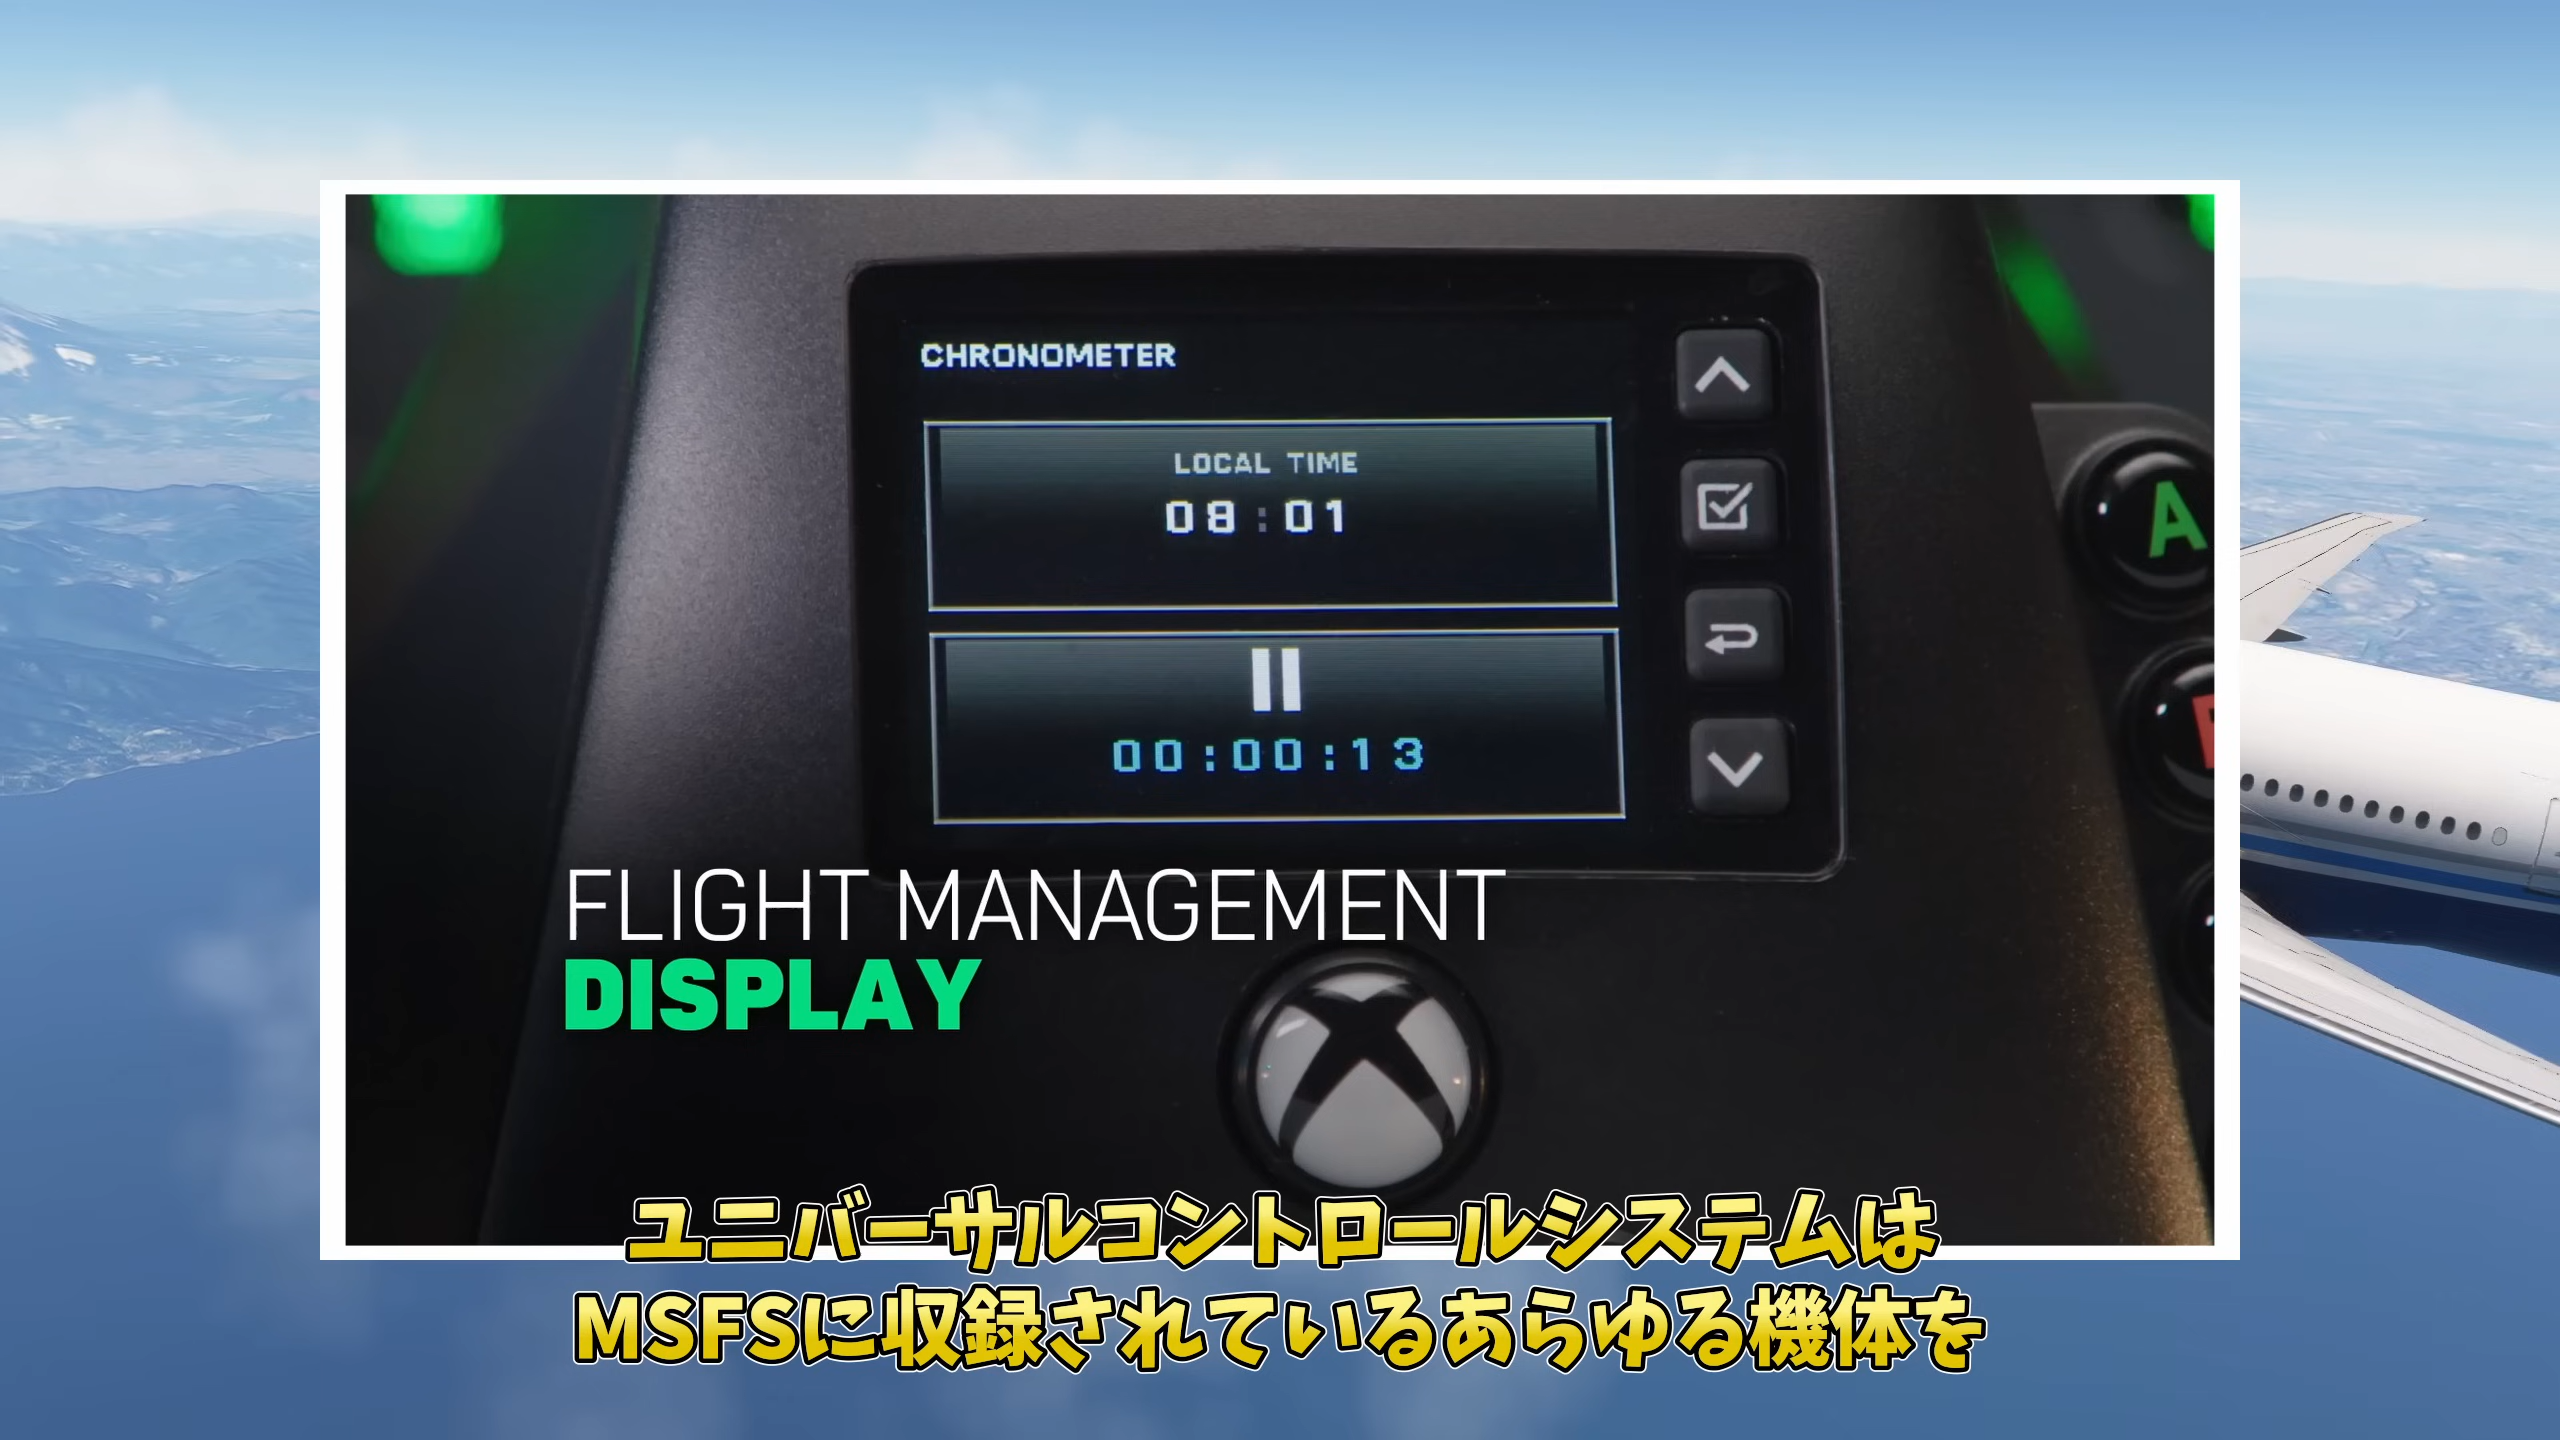 CHRONOMETER
LOCAL TIME
08:01
00:00:13
A
FLIGHT MANAGEMENT
DISPLAY
ユニバーサルコントロールシステムは
MSFSに収録されているあらゆる機体を